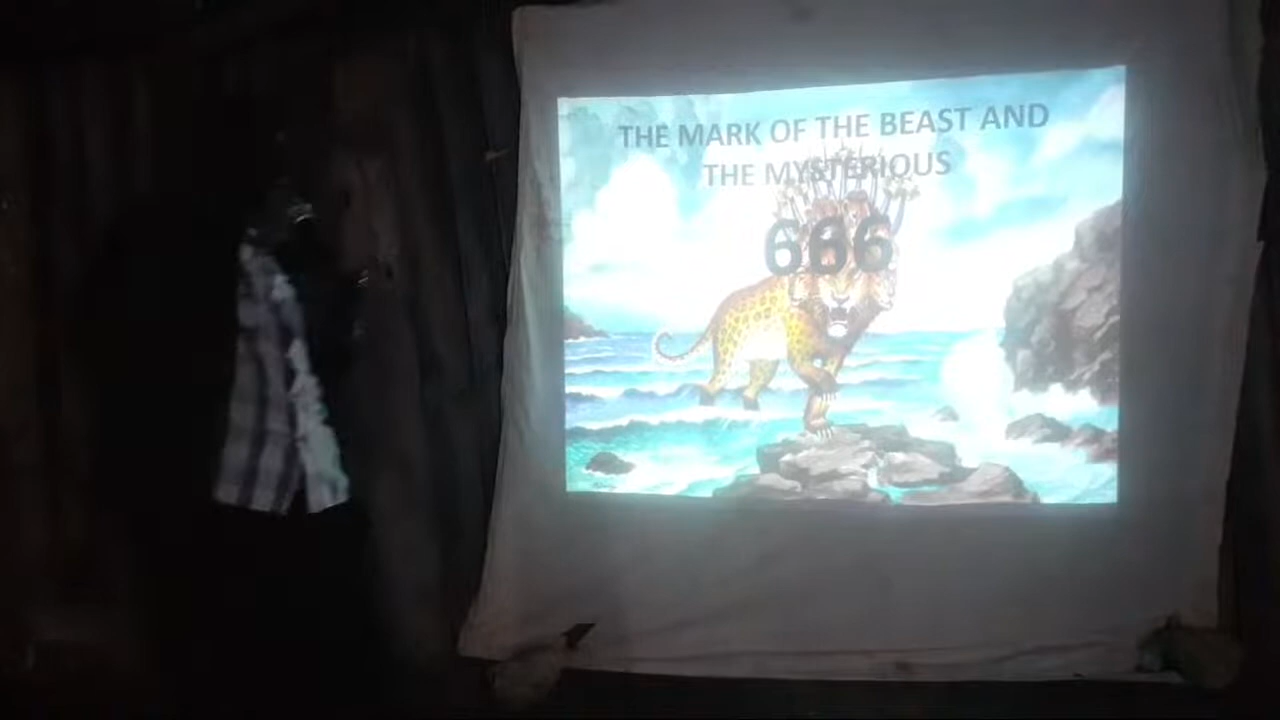 THE MARK OF THE BEAST AND
THE MYSTERIOUS
666